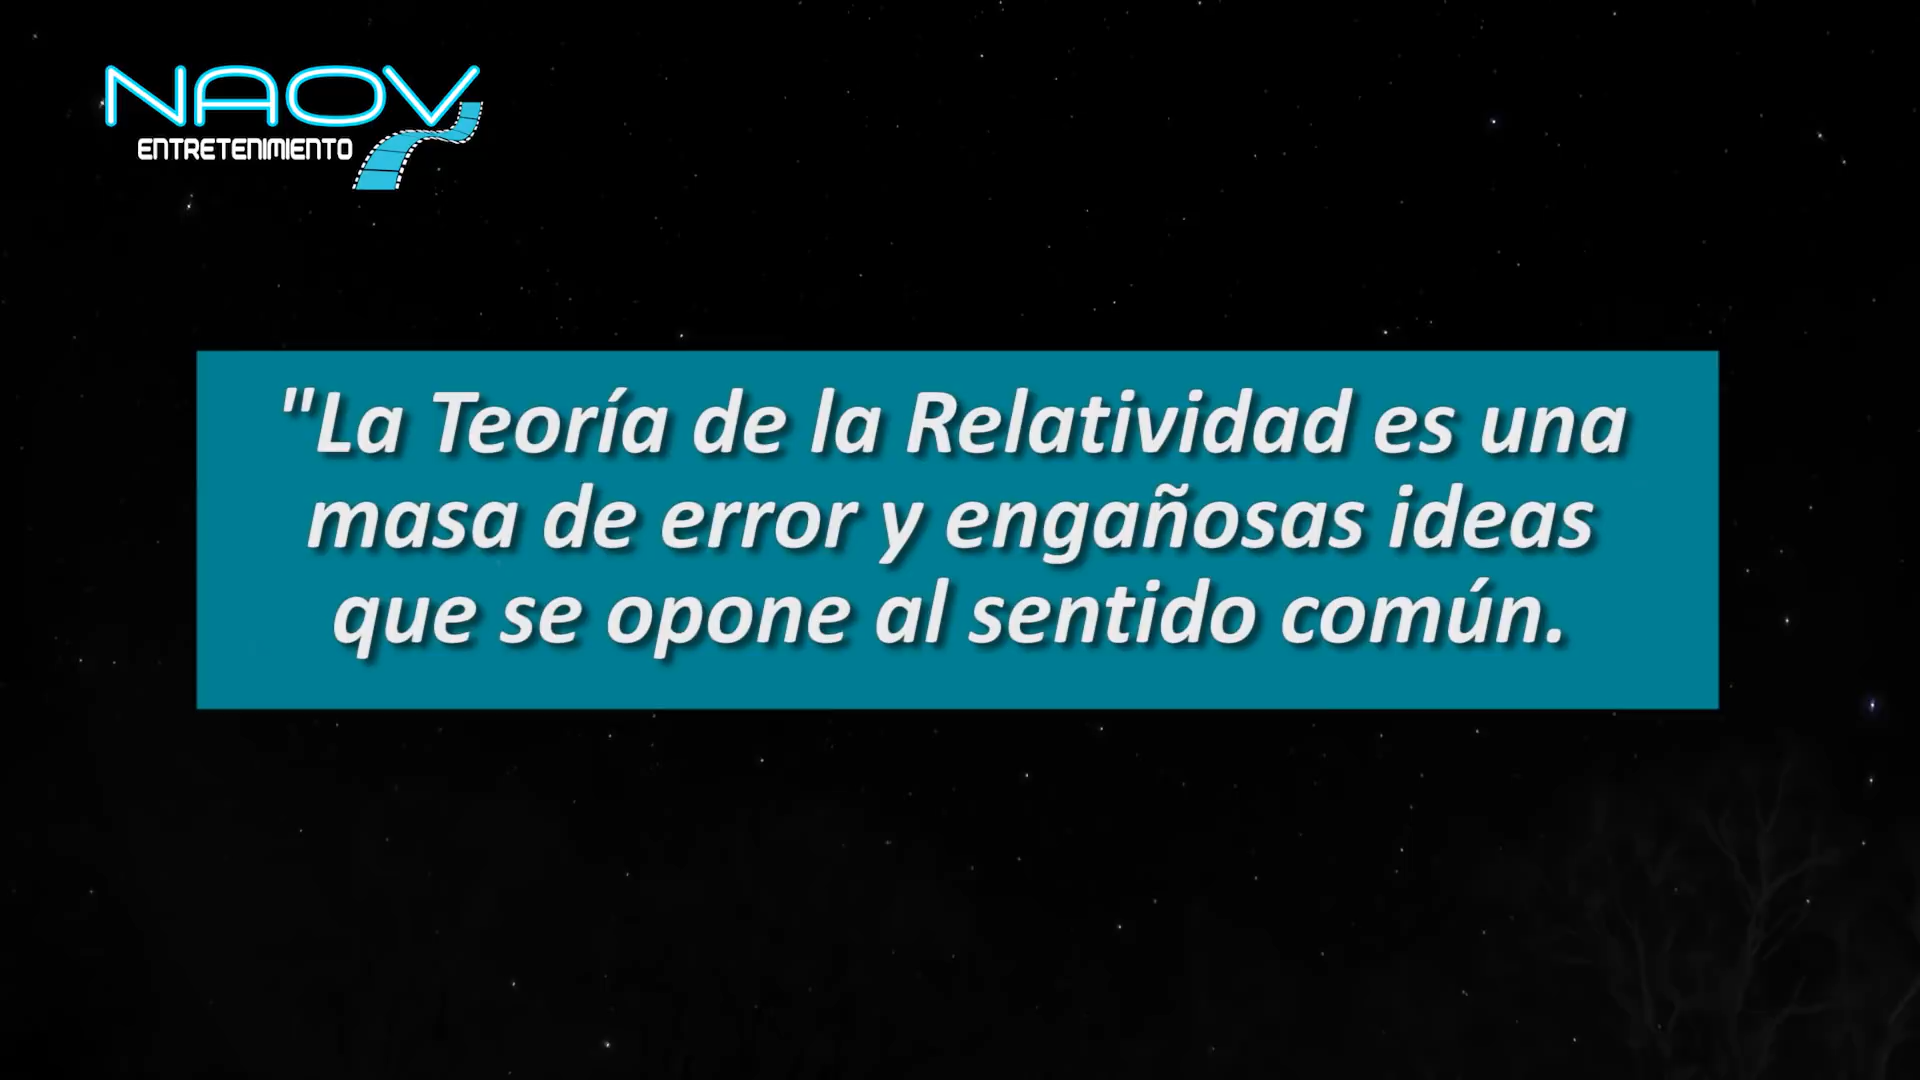 NAOV
ENTRETENIMIENTO
"La Teoría de la Relatividad es una
masa de error y engañosas ideas
que se opone al sentido común.